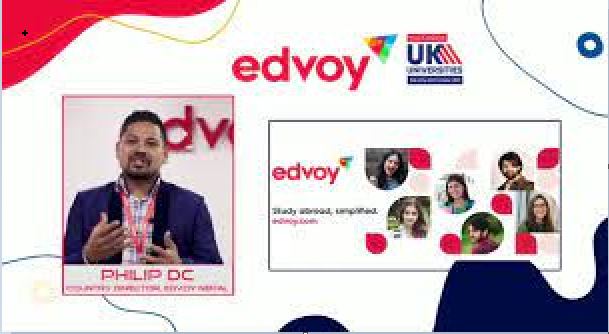 edvoy
UK
UNIVERSITIES
edvoy
edvoy
Study abroad, simplified.
edvoy.com
PHILIP DC
COUNTRY DIRECTOR, EDVOY NEPAL